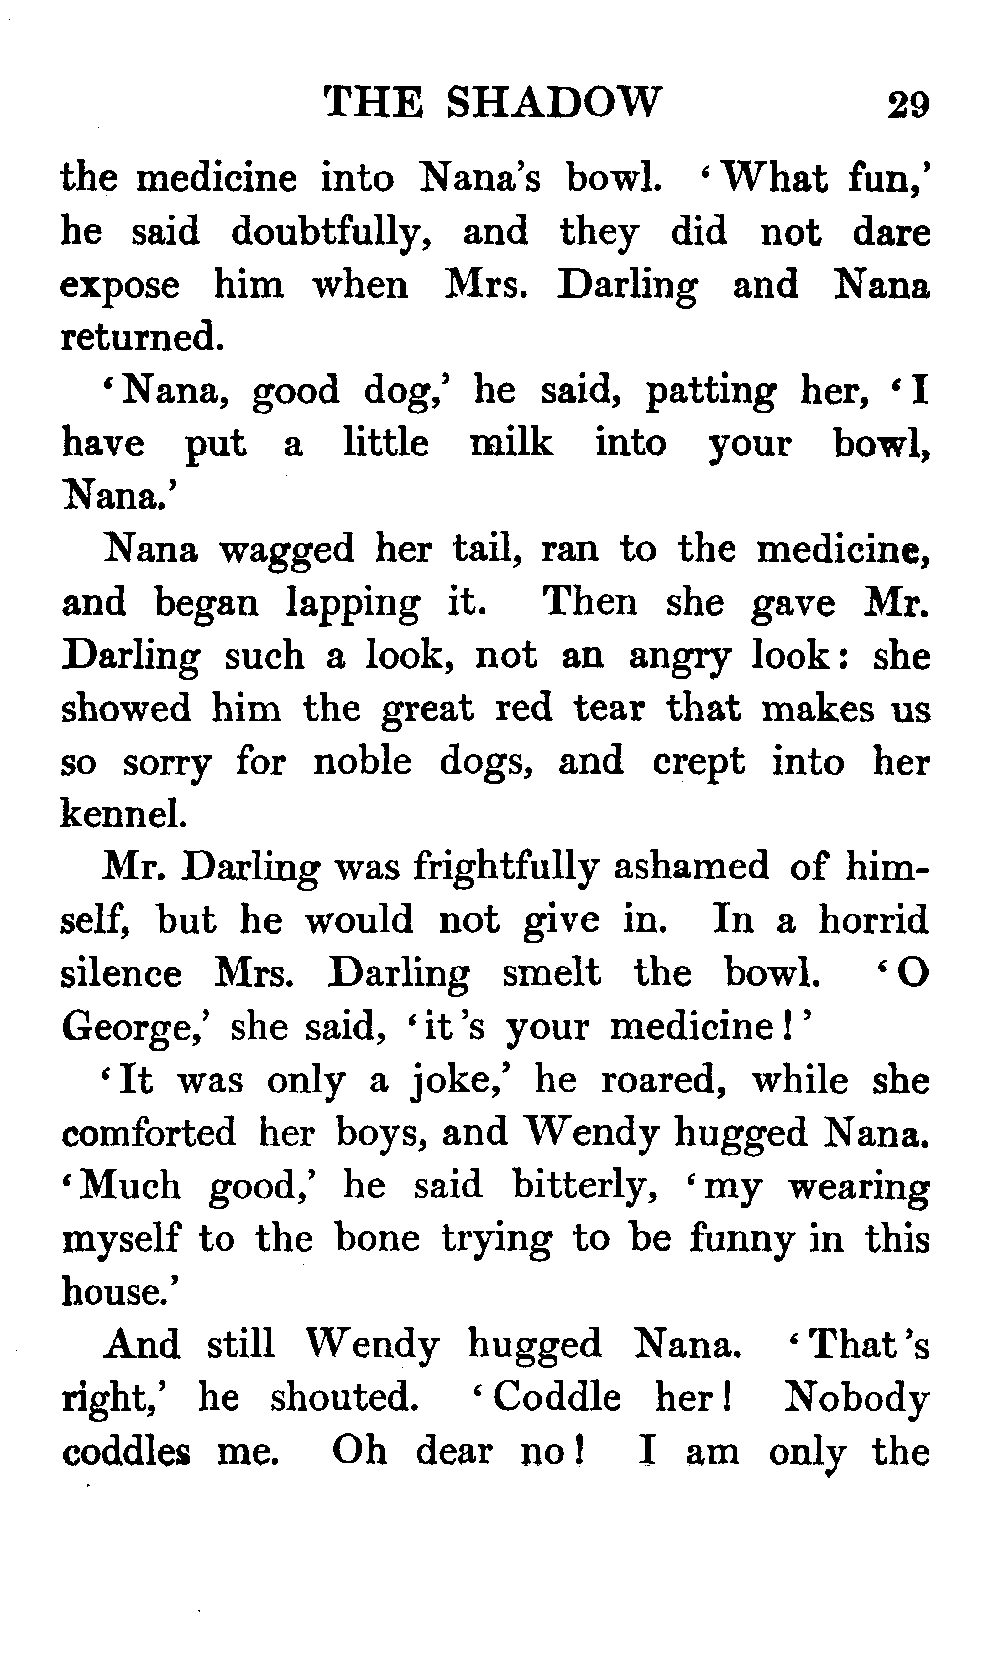 THE SHADOW 29
the medicine into Nana's bowl. ‘What fun,’
he said doubtfully, and they did not dare
expose him when Mrs. Darling and Nana
returned.
‘Nana, good dog,’ he said, patting her, ‘I
have put a little milk into your bowl,
Nana.’
Nana wagged her tail, ran to the medicine,
and began lapping it. Then she gave Mr.
Darling such a look, not an angry look: she
showed him the great red tear that makes us
so sorry for noble dogs, and crept into her
kennel.
Mr. Darling was frightfully ashamed of him-
self, but he would not give in. In a horrid
silence Mrs. Darling smelt the bowl. ‘O
George,’ she said, ‘it's your medicine!’
‘It was only a joke,’ he roared, while she
comforted her boys, and Wendy hugged Nana.
‘Much good,’ he said bitterly, ‘my wearing
myself to the bone trying to be funny in this
house.’
And still Wendy hugged Nana. ‘That's
right,’ he shouted. ‘Coddle her! Nobody
coddles me. Oh dear no! I am only the